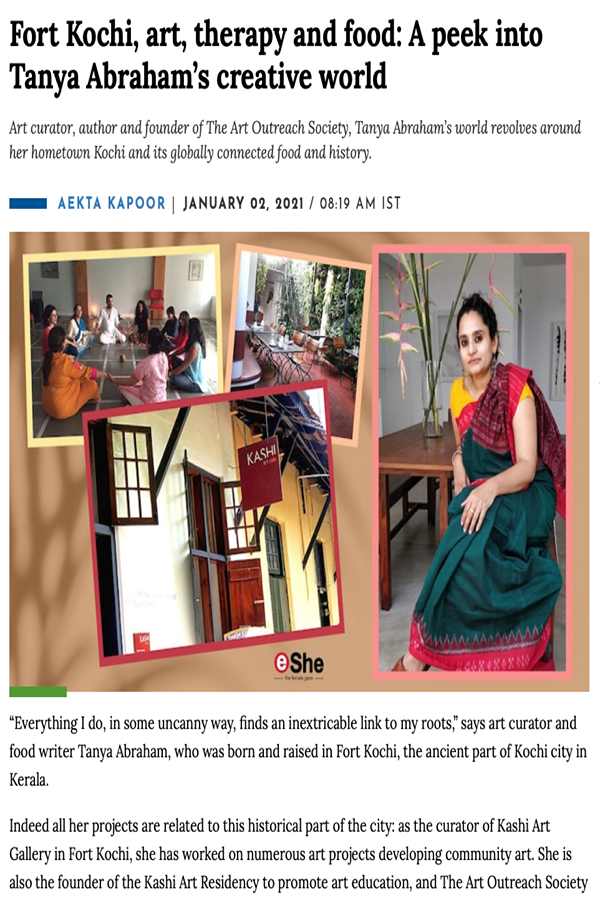 Fort Kochi, art, therapy and food: A peek into
Tanya Abraham’s creative world
Art curator, author and founder of The Art Outreach Society, Tanya Abraham’s world revolves around
her hometown Kochi and its globally connected food and history.
AEKTA KAPOOR | JANUARY 02, 2021 / 08:19 AM IST
KASHI
ART CAFE
KASHI
eShe
the female gaze
“Everything I do, in some uncanny way, finds an inextricable link to my roots,” says art curator and
food writer Tanya Abraham, who was born and raised in Fort Kochi, the ancient part of Kochi city in
Kerala.
Indeed all her projects are related to this historical part of the city: as the curator of Kashi Art
Gallery in Fort Kochi, she has worked on numerous art projects developing community art. She is
also the founder of the Kashi Art Residency to promote art education, and The Art Outreach Society